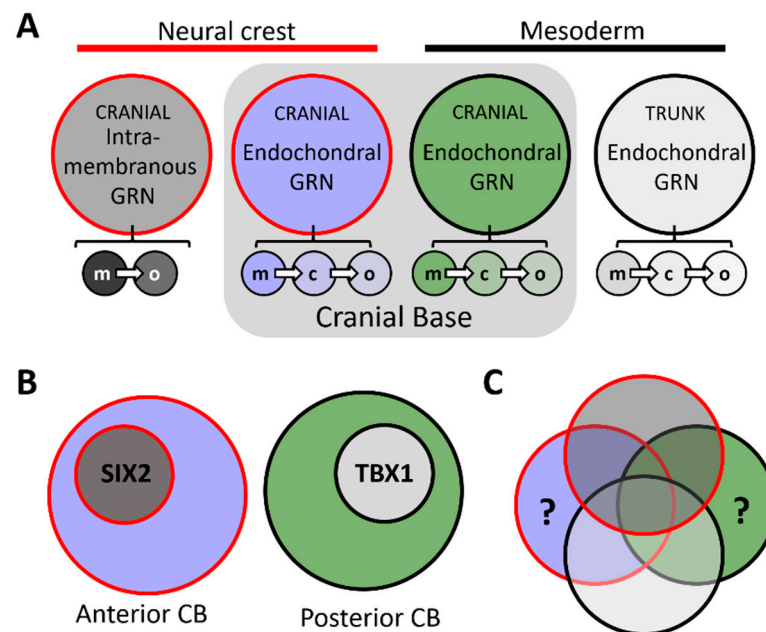 A
Neural crest
Mesoderm
CRANIAL
Intra-
membranous
GRN
CRANIAL
Endochondral
GRN
CRANIAL
Endochondral
GRN
TRUNK
Endochondral
GRN
m o
m c o
m c o
m c o
Cranial Base
B
SIX2
Anterior CB
TBX1
Posterior CB
C
?
?